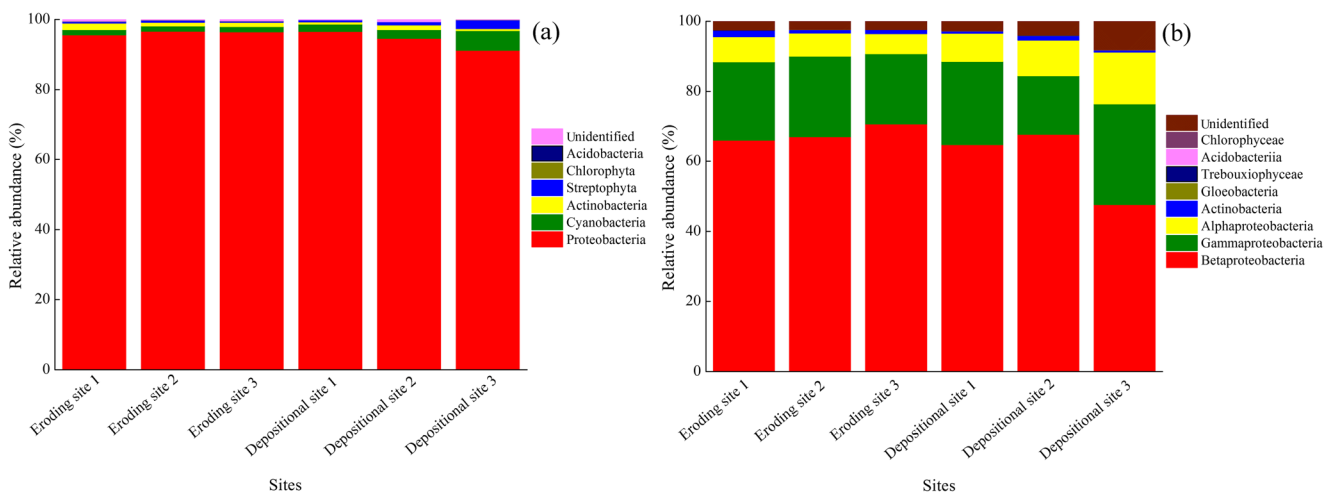 (a)
Relative abundance (%)
100
80
60
40
20
0
Unidentified
Acidobacteria
Chlorophyta
Streptophyta
Actinobacteria
Cyanobacteria
Proteobacteria
Eroding site 1
Eroding site 2
Eroding site 3
Depositional site 1
Depositional site 2
Depositional site 3
Sites
(b)
Relative abundance (%)
100
80
60
40
20
0
Unidentified
Chlorophyceae
Acidobacteriia
Trebouxiophyceae
Gloeobacteria
Actinobacteria
Alphaproteobacteria
Gammaproteobacteria
Betaproteobacteria
Eroding site 1
Eroding site 2
Eroding site 3
Depositional site 1
Depositional site 2
Depositional site 3
Sites